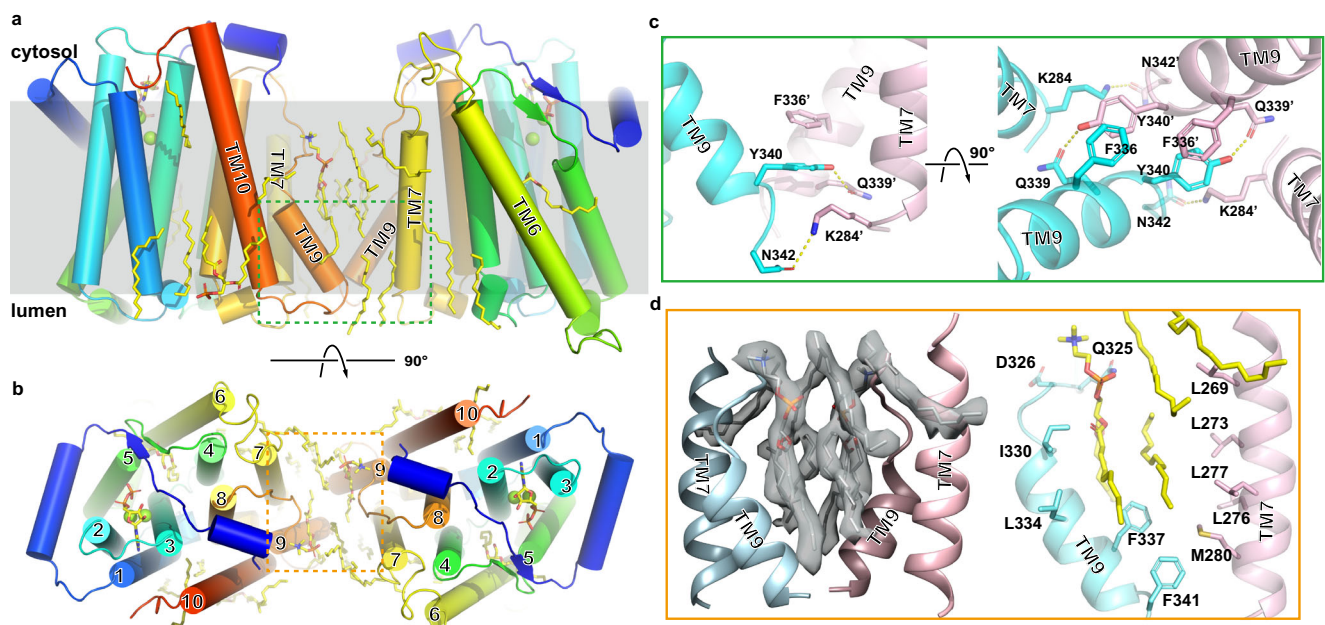 a
cytosol
TM10
TM7
TM9
TM9
TM7
TM6
lumen
90°
b
6
10
7
1
5
4
2
3
9
2
8
8
3
9
7
4
5
1
10
6
c
TM9
F336’
TM9
TM7
Y340
Q339’
K284’
N342
90°
K284
N342’
TM9
TM7
Q339’
Y340’
F336
F336’
Q339
Y340
N342
K284’
TM7
TM9
d
TM7
TM9
TM9
TM7
Q325
D326
L269
L273
I330
L277
L334
L276
TM7
F337
M280
TM9
F341